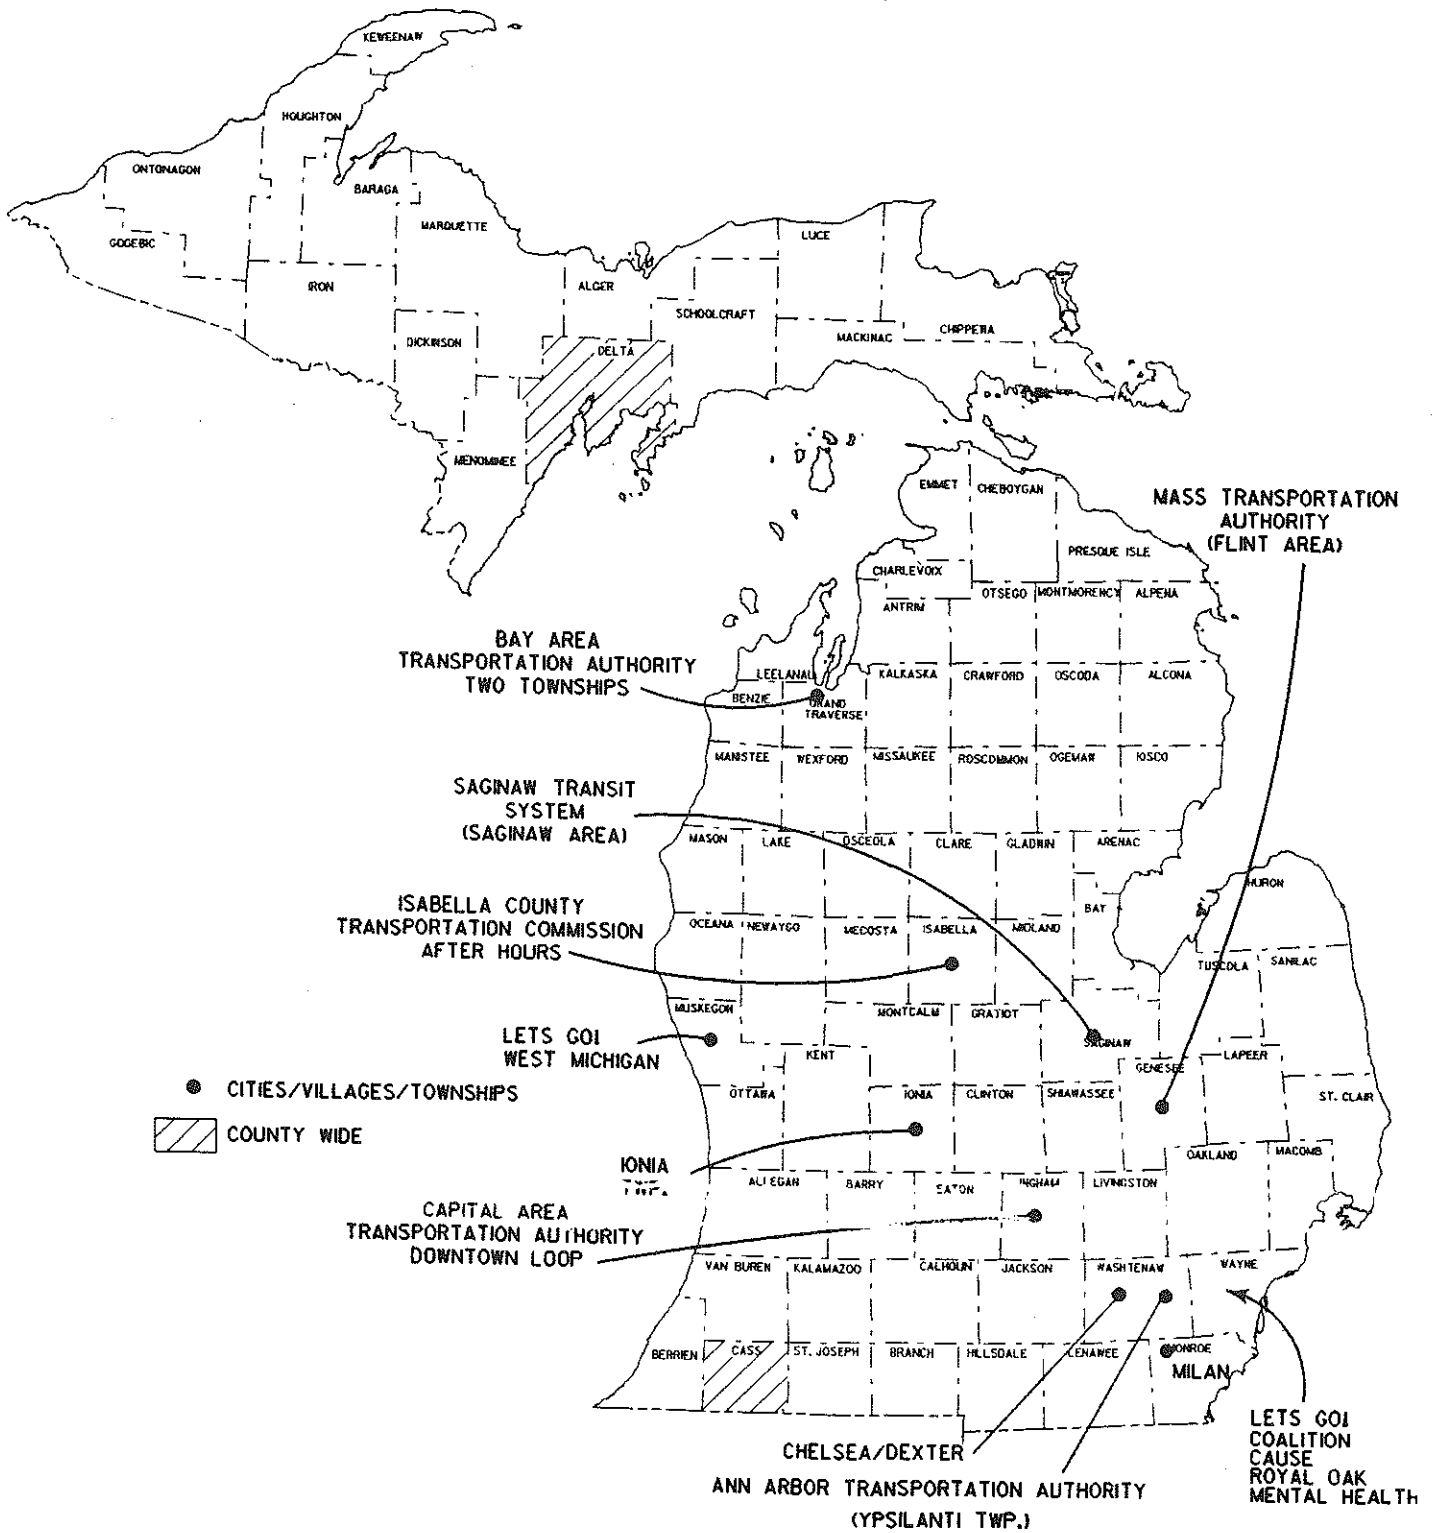 KEWEENAW
HOUGHTON
ONTONAGON
BARAGA
MARQUETTE
LUCE
GOGEBIC
IRON
ALGER
SCHOOLCRAFT
CHIPPEWA
MACKINAC
DICKINSON
DELTA
MENOMINEE
EMMET
CHEBOYGAN
MASS TRANSPORTATION
AUTHORITY
(FLINT AREA)
PRESQUE ISLE
CHARLEVOIX
OTSEGO
MONTMORENCY
ALPENA
ANTRIM
BAY AREA
TRANSPORTATION AUTHORITY
TWO TOWNSHIPS
LEELANAU
KALKASKA
CRAWFORD
OSCODA
ALCONA
BENZIE
GRAND
TRAVERSE
MANISTEE
WEXFORD
MISSAUKEE
ROSCOMMON
OGEMAW
IOSCO
SAGINAW TRANSIT
SYSTEM
(SAGINAW AREA)
MASON
LAKE
OSCEOLA
CLARE
GLADWIN
ARENAC
HURON
BAY
ISABELLA COUNTY
TRANSPORTATION COMMISSION
AFTER HOURS
OCEANA
NEWAYGO
MECOSTA
ISABELLA
MIDLAND
TUSCOLA
SANILAC
MUSKEGON
MONTCALM
GRATIOT
SAGINAW
LETS GO!
WEST MICHIGAN
KENT
GENESEE
LAPEER
CITIES/VILLAGES/TOWNSHIPS
OTTAWA
IONIA
CLINTON
SHIAWASSEE
ST. CLAIR
COUNTY WIDE
IONIA
OAKLAND
MACOMB
ALLEGAN
BARRY
EATON
INGHAM
LIVINGSTON
CAPITAL AREA
TRANSPORTATION AUTHORITY
DOWNTOWN LOOP
VAN BUREN
KALAMAZOO
CALHOUN
JACKSON
WASHTENAW
WAYNE
BERRIEN
CASS
ST. JOSEPH
BRANCH
HILLSDALE
LENAWEE
MONROE
MILAN
CHELSEA/DEXTER
ANN ARBOR TRANSPORTATION AUTHORITY
(YPSILANTI TWP.)
LETS GO!
COALITION
CAUSE
ROYAL OAK
MENTAL HEALTH